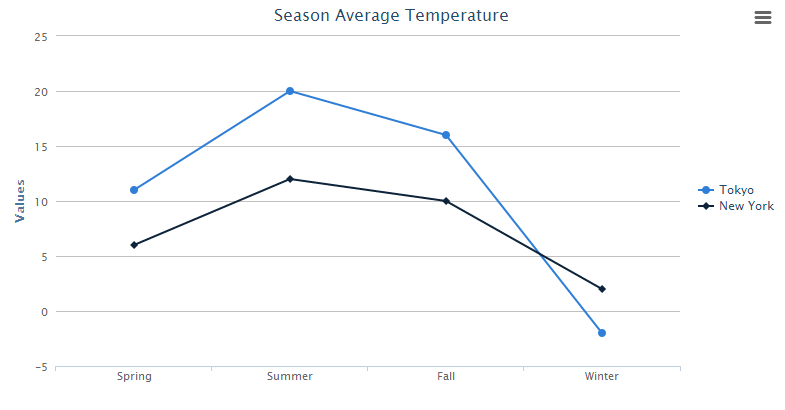 Season Average Temperature
25
20
15
10
5
0
−5
Values
Spring Summer Fall Winter
Tokyo
New York